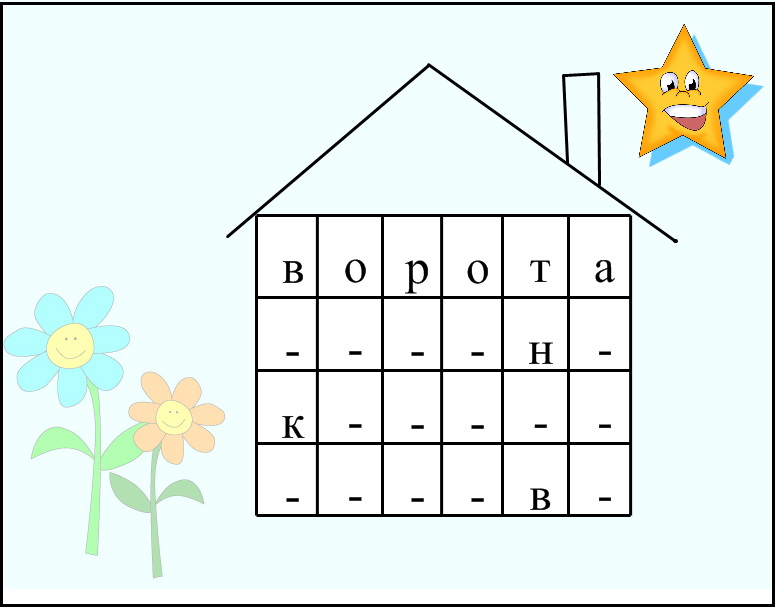 в о р о т а
- - - - н -
к - - - - -
- - - - в -